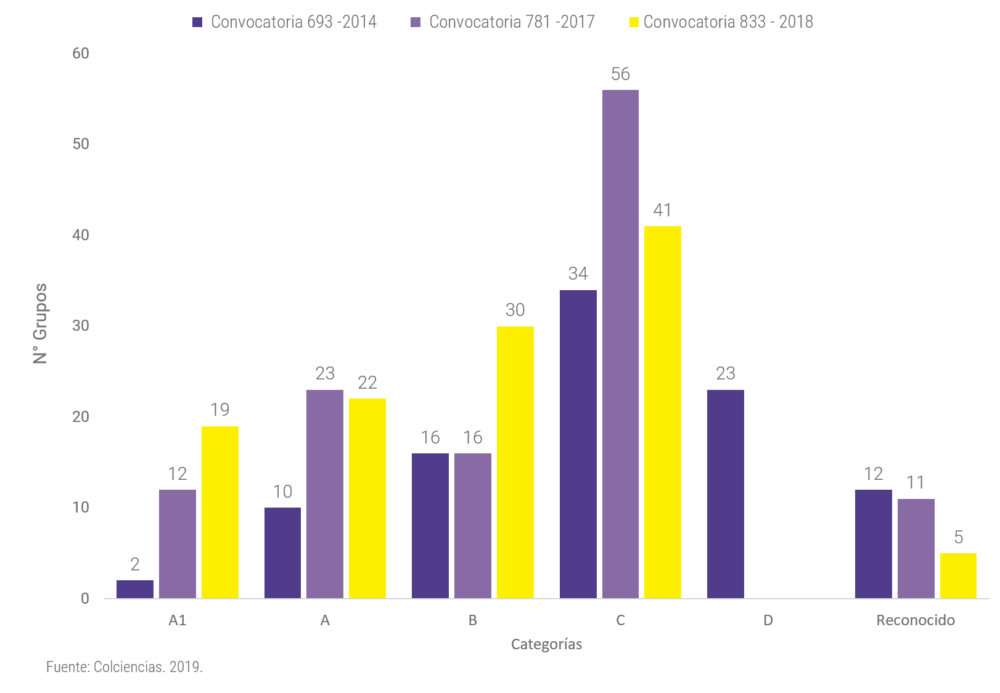 Convocatoria 693 -2014 Convocatoria 781 -2017 Convocatoria 833 - 2018
60
50
40
30
20
10
0
N° Grupos
2 12 19
10 23 22
16 16 30
34 56 41
23
12 11 5
A1 A B C D Reconocido
Categorías
Fuente: Colciencias. 2019.